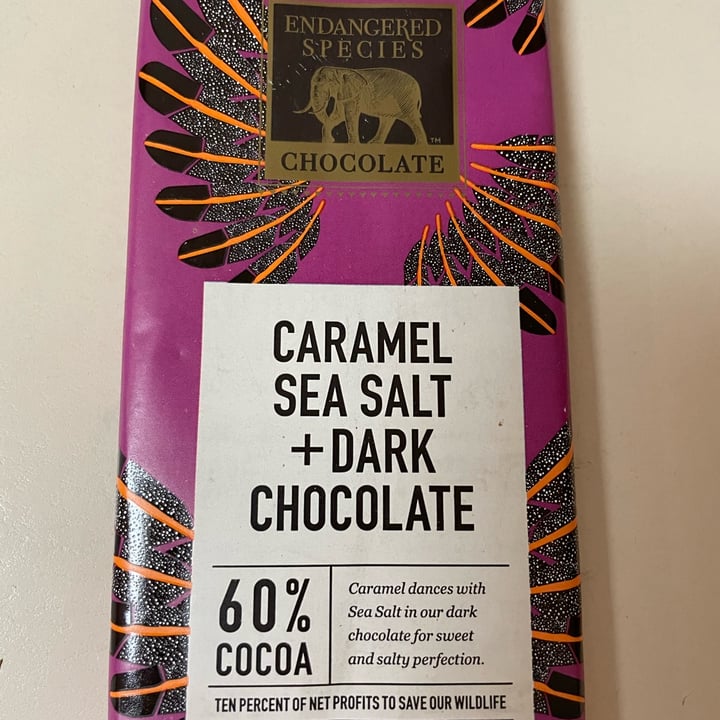 ENDANGERED
SPECIES
™
CHOCOLATE
CARAMEL
SEA SALT
+DARK
CHOCOLATE
60%
COCOA
Caramel dances with
Sea Salt in our dark
chocolate for sweet
and salty perfection.
TEN PERCENT OF NET PROFITS TO SAVE OUR WILDLIFE